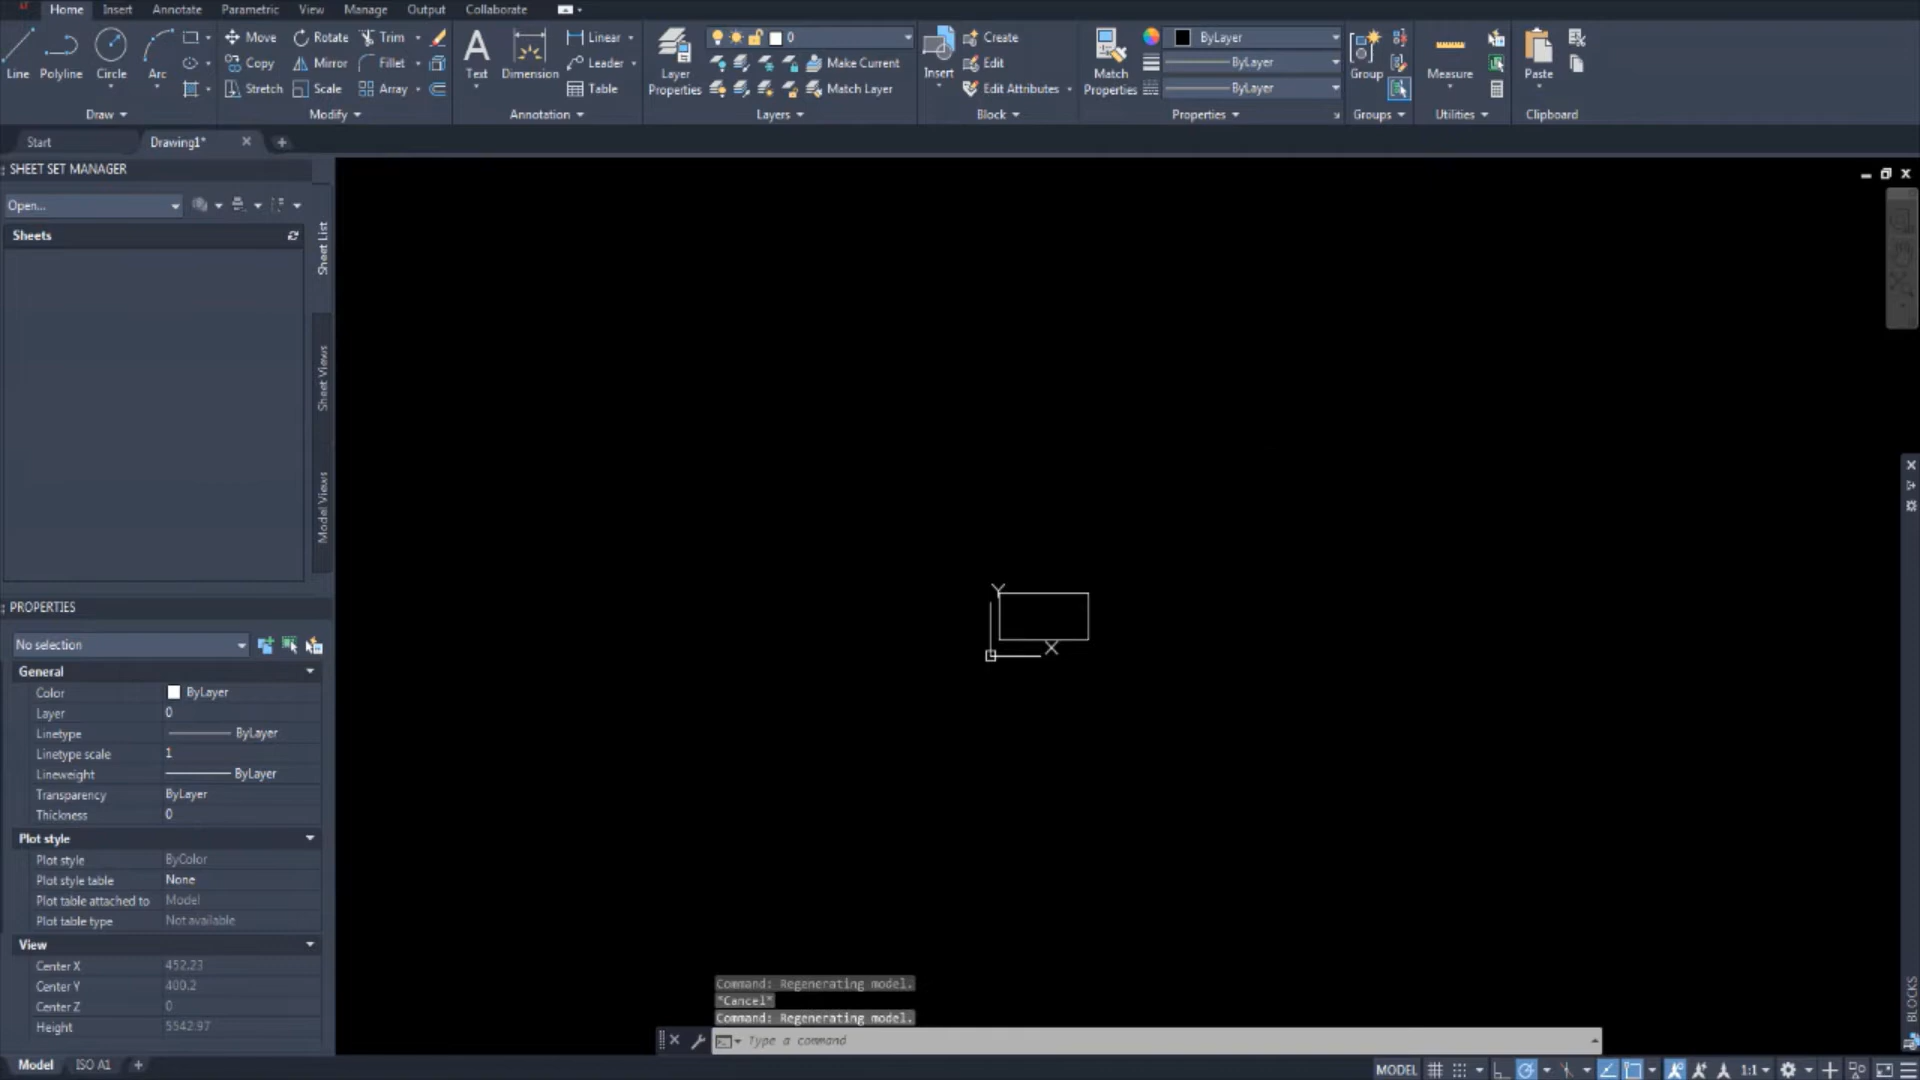 Home Insert Annotate Parametric View Manage Output Collaborate
Line Polyline Circle Arc
Move Rotate Trim
Copy Mirror Fillet
Stretch Scale Array
Draw Modify
Text Dimension
Linear
Leader
Table
Annotation
Layer Properties
0
Make Current
Match Layer
Layers
Insert
Create
Edit
Edit Attributes
Block
Match Properties
ByLayer
ByLayer
ByLayer
Properties
Group
Groups
Measure
Utilities
Paste
Clipboard
Start Drawing1*
SHEET SET MANAGER
Open...
Sheets
Sheet List
Sheet Views
Model Views
PROPERTIES
No selection
General
Color ByLayer
Layer 0
Linetype ByLayer
Linetype scale 1
Lineweight ByLayer
Transparency ByLayer
Thickness 0
Plot style
Plot style ByColor
Plot style table None
Plot table attached to Model
Plot table type Not available
View
Center X 452.23
Center Y 400.2
Center Z 0
Height 5542.97
Y
X
Command: Regenerating model.
*Cancel*
Command: Regenerating model.
Type a command
BLOCKS
Model ISO A1
MODEL 1:1